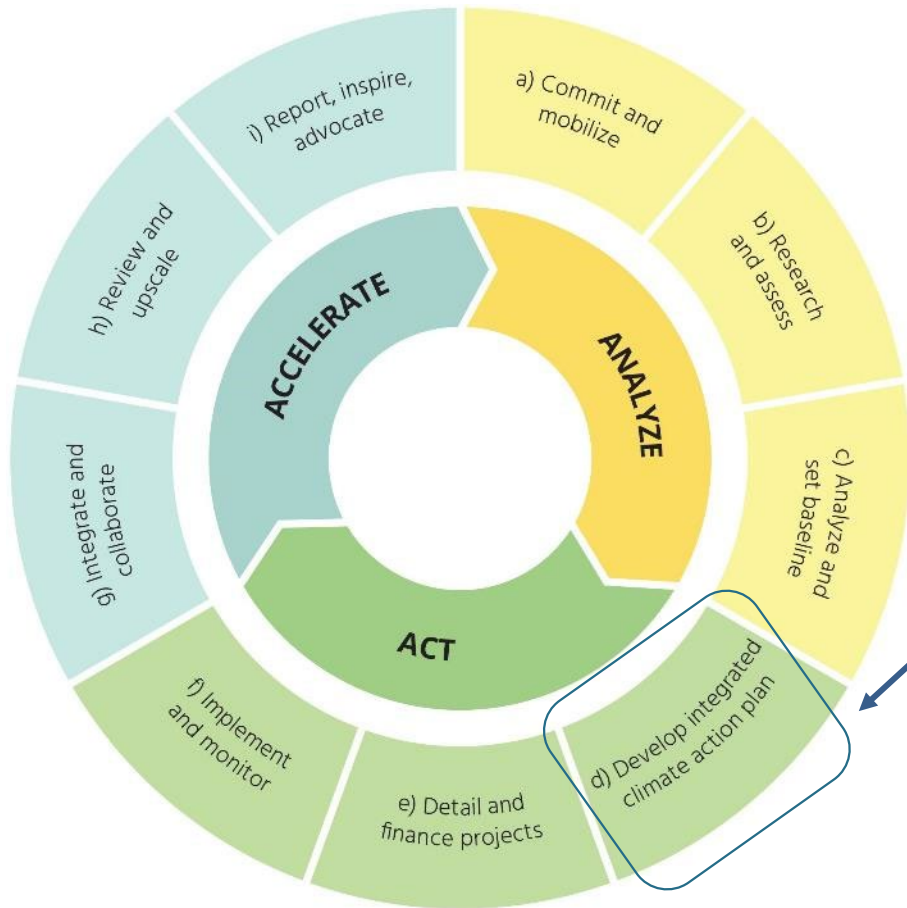 a) Commit and
mobilize
b) Research
and assess
c) Analyze and
set baseline
d) Develop integrated
climate action plan
e) Detail and
finance projects
f) Implement
and monitor
g) Integrate and
collaborate
h) Review and
upscale
i) Report, inspire,
advocate
ANALYZE
ACT
ACCELERATE